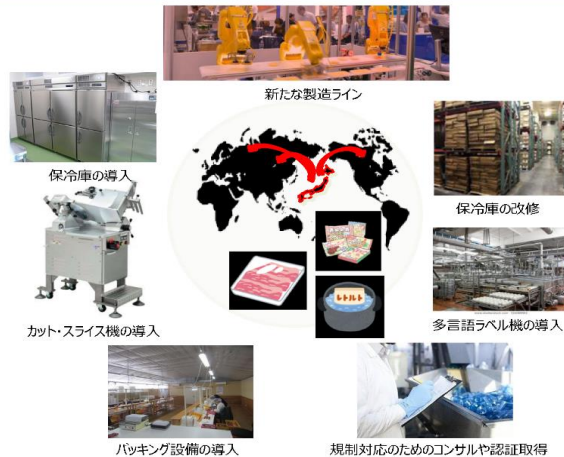 新たな製造ライン
保冷庫の導入
保冷庫の改修
レトルト
カット・スライス機の導入
多言語ラベル機の導入
パッキング設備の導入
規制対応のためのコンサルや認証取得